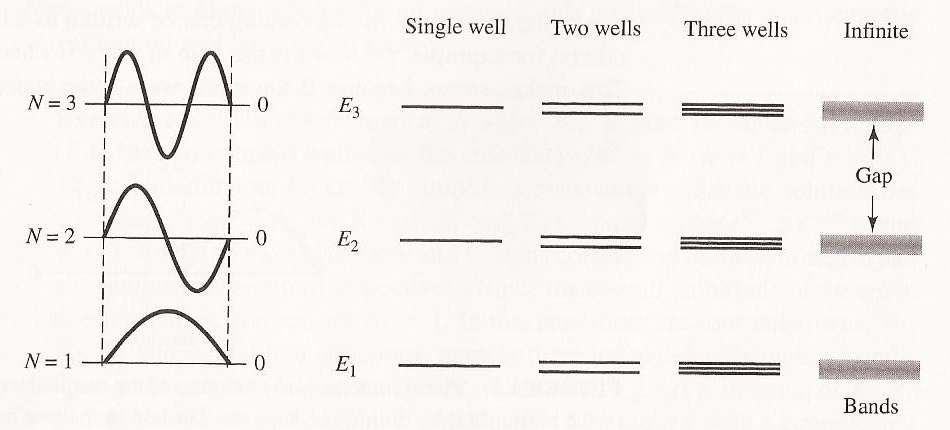 Single well Two wells Three wells Infinite
N = 3 0 E3
Gap
N = 2 0 E2
N = 1 0 E1
Bands